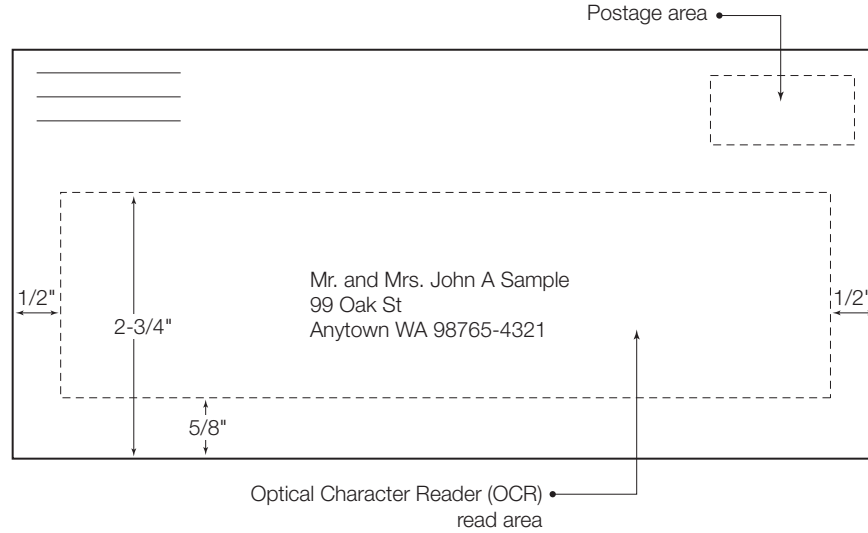 Postage area
Mr. and Mrs. John A Sample
99 Oak St
Anytown WA 98765-4321
1/2"
2-3/4"
1/2"
5/8"
Optical Character Reader (OCR)
read area